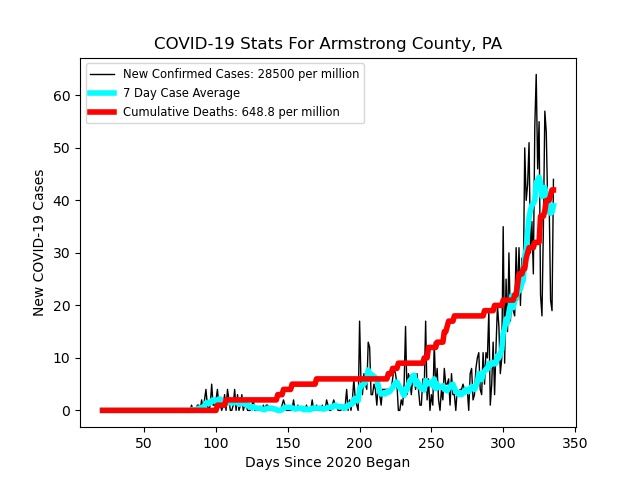 COVID-19 Stats For Armstrong County, PA
New Confirmed Cases: 28500 per million
7 Day Case Average
Cumulative Deaths: 648.8 per million
New COVID-19 Cases
60
50
40
30
20
10
0
50 100 150 200 250 300 350
Days Since 2020 Began